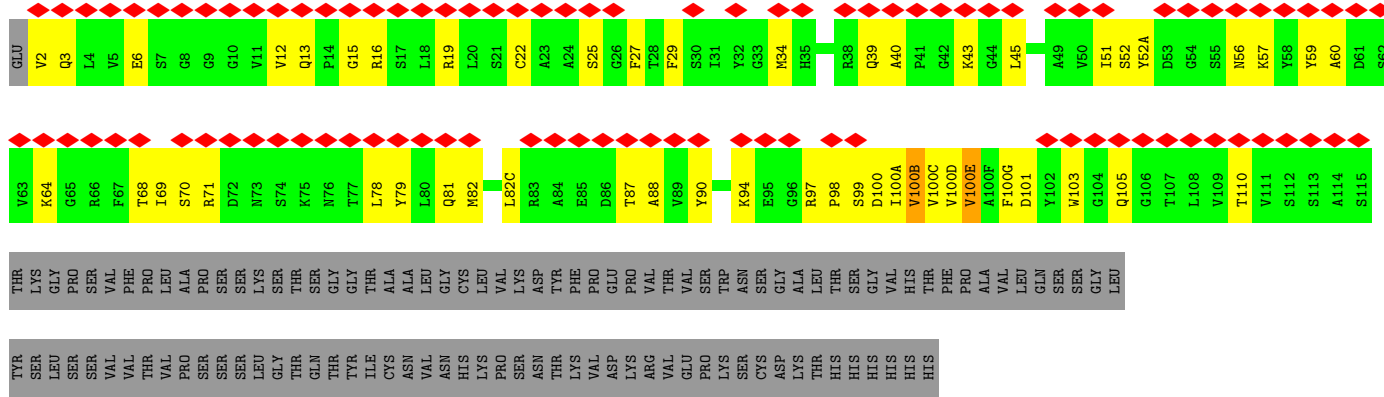 GLU V2 Q3 L4 V5 E6 S7 G8 G9 G10 V11 V12 Q13 P14 G15 R16 S17 L18 R19 L20 S21 C22 A23 A24 S25 G26 F27 T28 F29 S30 I31 Y32 G33 M34 H35 R38 Q39 A40 P41 G42 K43 G44 L45 A49 V50 I51 S52 Y52A D53 G54 S55 N56 K57 Y58 Y59 A60 D61 S62
V63 K64 G65 R66 F67 T68 I69 S70 R71 D72 N73 S74 K75 N76 T77 L78 Y79 L80 Q81 M82 L82C R83 A84 E85 D86 T87 A88 V89 Y90 K94 E95 G96 R97 P98 S99 D100 I100A V100B V100C V100D V100E A100F F100G D101 Y102 W103 G104 Q105 G106 T107 L108 V109 T110 V111 S112 S113 A114 S115
THR LYS GLY PRO SER VAL PHE PRO LEU ALA PRO SER SER LYS SER THR SER GLY GLY THR ALA ALA LEU GLY CYS LEU VAL LYS ASP TYR PHE PRO GLU PRO VAL THR VAL SER TRP ASN SER GLY ALA LEU THR SER GLY VAL HIS THR PHE PRO ALA VAL LEU GLN SER SER GLY LEU
TYR SER LEU SER SER VAL VAL THR VAL PRO SER SER SER LEU GLY THR GLN THR TYR ILE CYS ASN VAL ASN HIS LYS PRO SER ASN THR LYS VAL ASP LYS ARG VAL GLU PRO LYS SER CYS ASP LYS THR HIS HIS HIS HIS HIS HIS